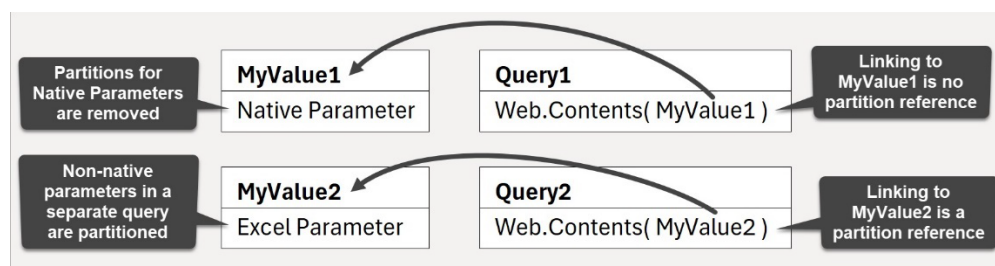 Partitions for
Native Parameters
are removed
MyValue1
Native Parameter
Query1
Web.Contents( MyValue1 )
Linking to
MyValue1 is no
partition reference
Non-native
parameters in a
separate query
are partitioned
MyValue2
Excel Parameter
Query2
Web.Contents( MyValue2 )
Linking to
MyValue2 is a
partition reference